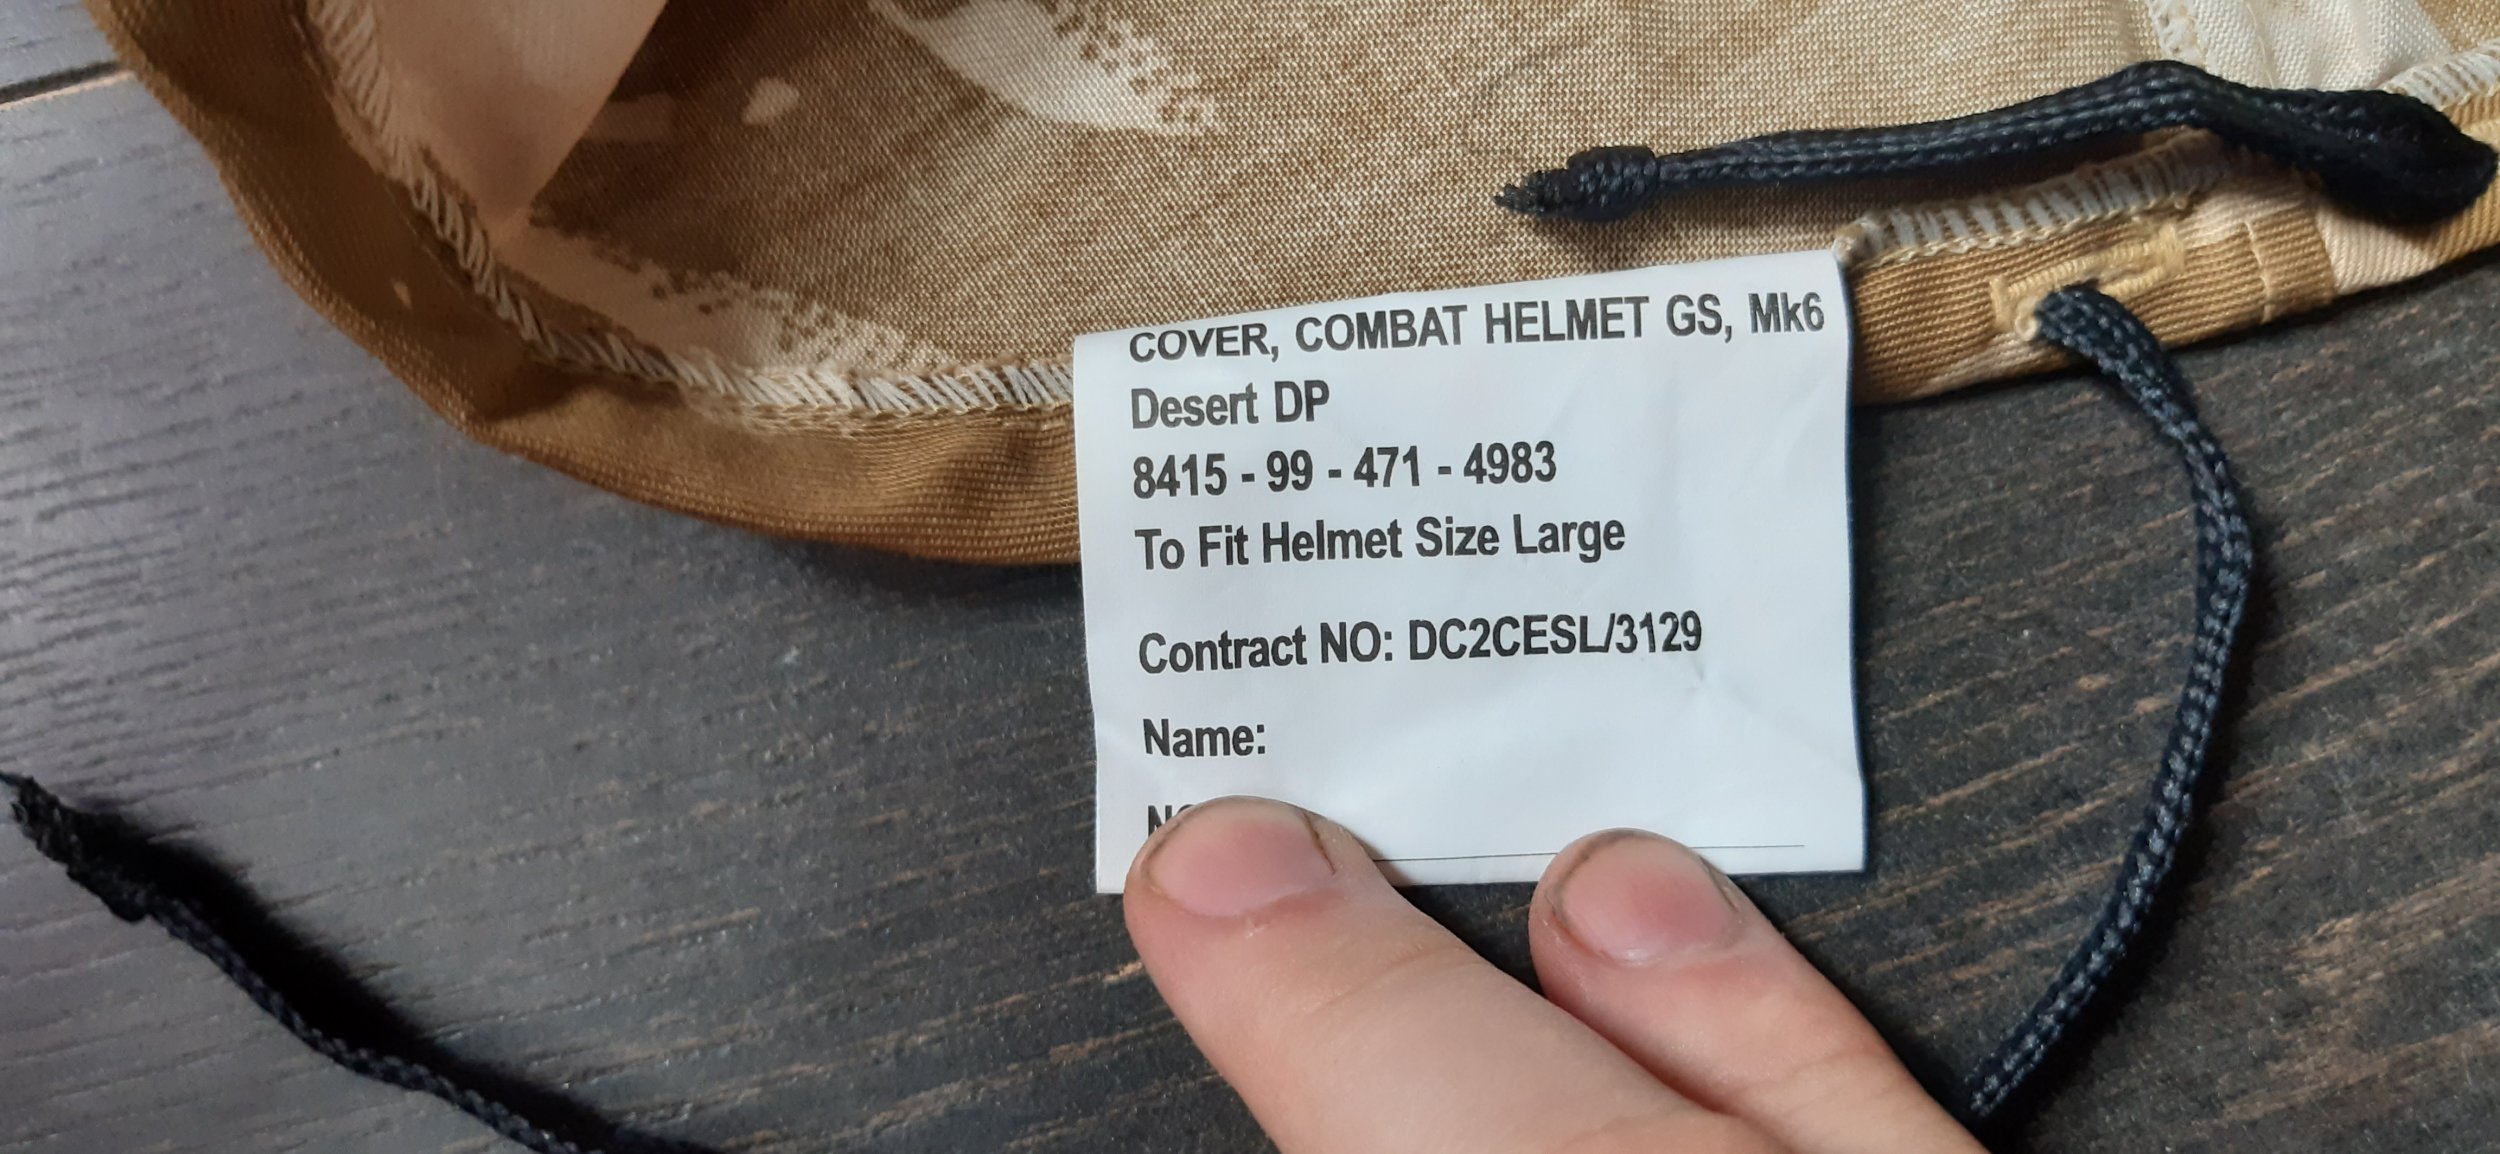 COVER, COMBAT HELMET GS, Mk6
Desert DP
8415 - 99 - 471 - 4983
To Fit Helmet Size Large
Contract NO: DC2CESL/3129
Name: